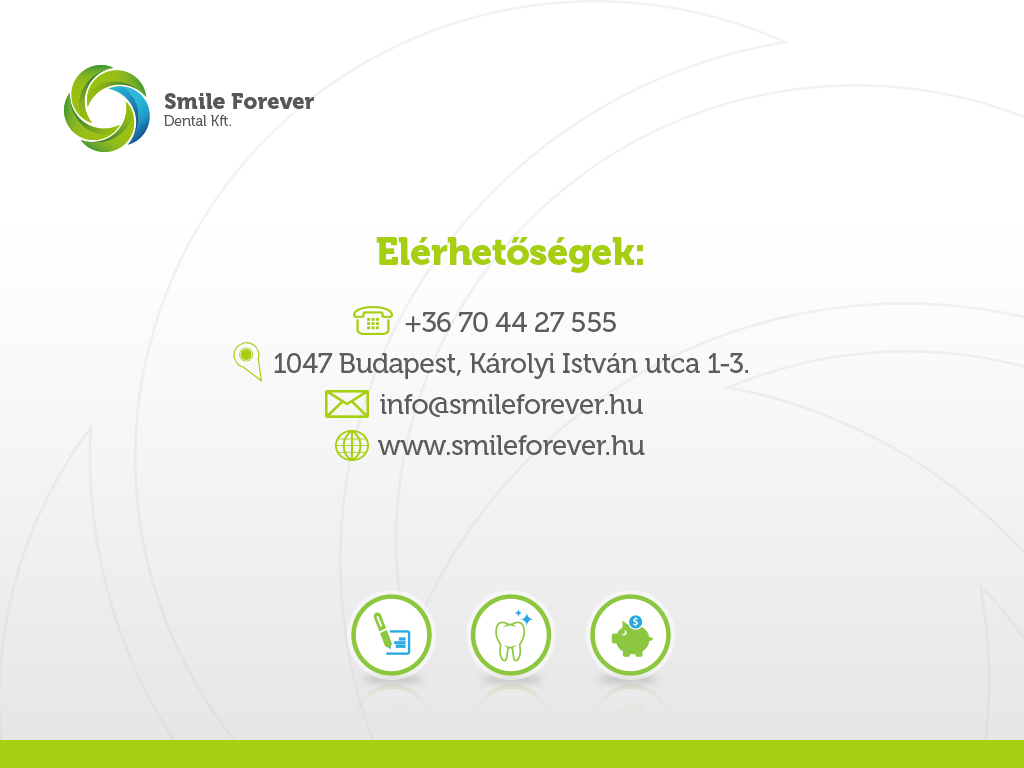 Smile Forever
Dental Kft.
Elérhetőségek:
+36 70 44 27 555
1047 Budapest, Károlyi István utca 1-3.
info@smileforever.hu
www.smileforever.hu
$